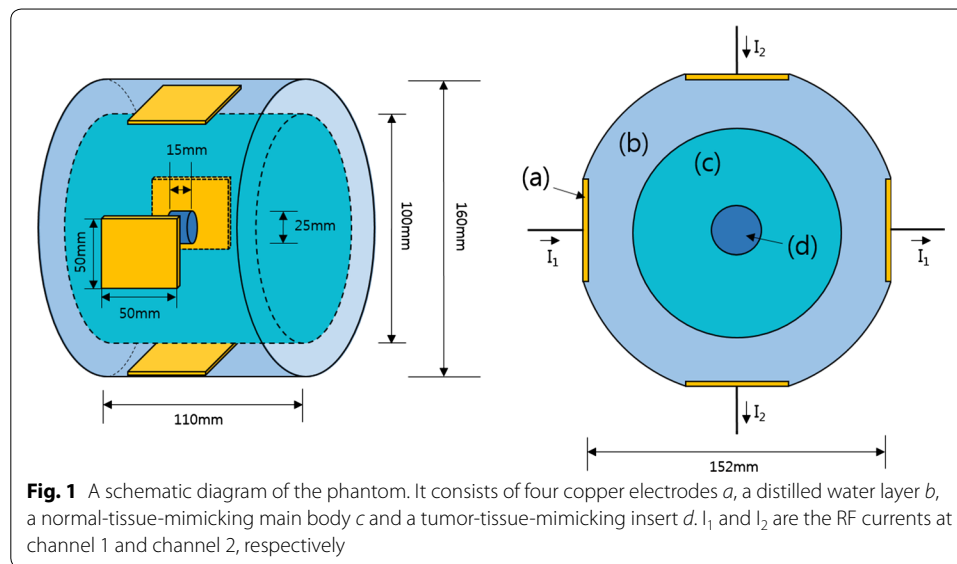 I₂
15mm
(b)
(c)
(a)
100mm
160mm
25mm
50mm
(d)
I₁
I₁
50mm
I₂
110mm
152mm
Fig. 1 A schematic diagram of the phantom. It consists of four copper electrodes a, a distilled water layer b,
a normal-tissue-mimicking main body c and a tumor-tissue-mimicking insert d. I₁ and I₂ are the RF currents at
channel 1 and channel 2, respectively